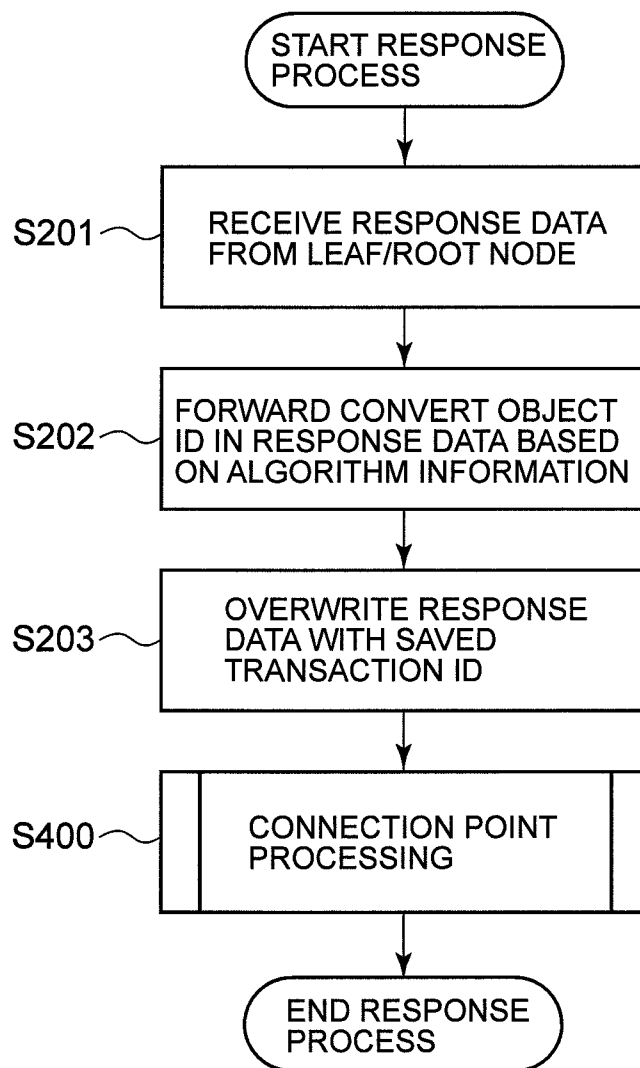 START RESPONSE
PROCESS
S201
RECEIVE RESPONSE DATA
FROM LEAF/ROOT NODE
S202
FORWARD CONVERT OBJECT
ID IN RESPONSE DATA BASED
ON ALGORITHM INFORMATION
S203
OVERWRITE RESPONSE
DATA WITH SAVED
TRANSACTION ID
S400
CONNECTION POINT
PROCESSING
END RESPONSE
PROCESS